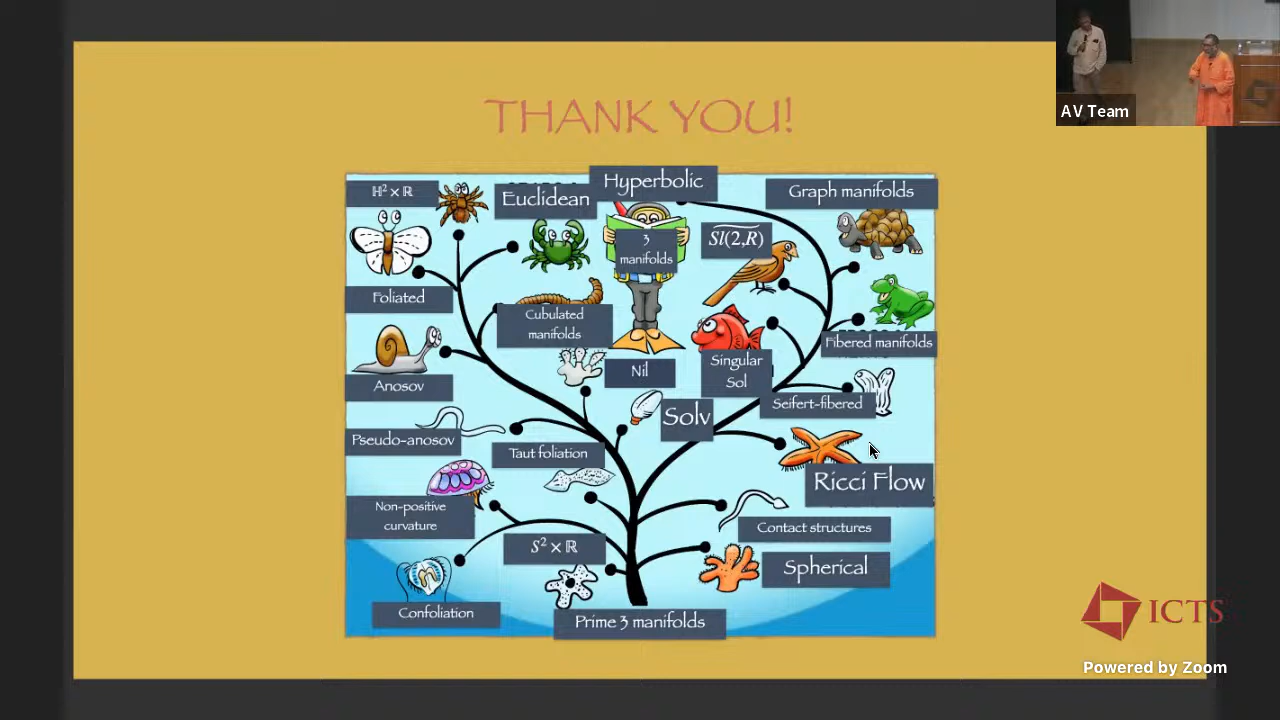 AV Team
THANK YOU!
ℍ² × ℝ
Euclidean
Hyperbolic
Graph manifolds
3
manifolds
Sl(2,R)
Foliated
Cubulated
manifolds
Fibered manifolds
Anosov
Nil
Singular
Sol
Seifert-fibered
Solv
Pseudo-anosov
Taut foliation
Ricci Flow
Non-positive
curvature
Contact structures
S² × ℝ
Spherical
Confoliation
Prime 3 manifolds
ICTS
Powered by Zoom